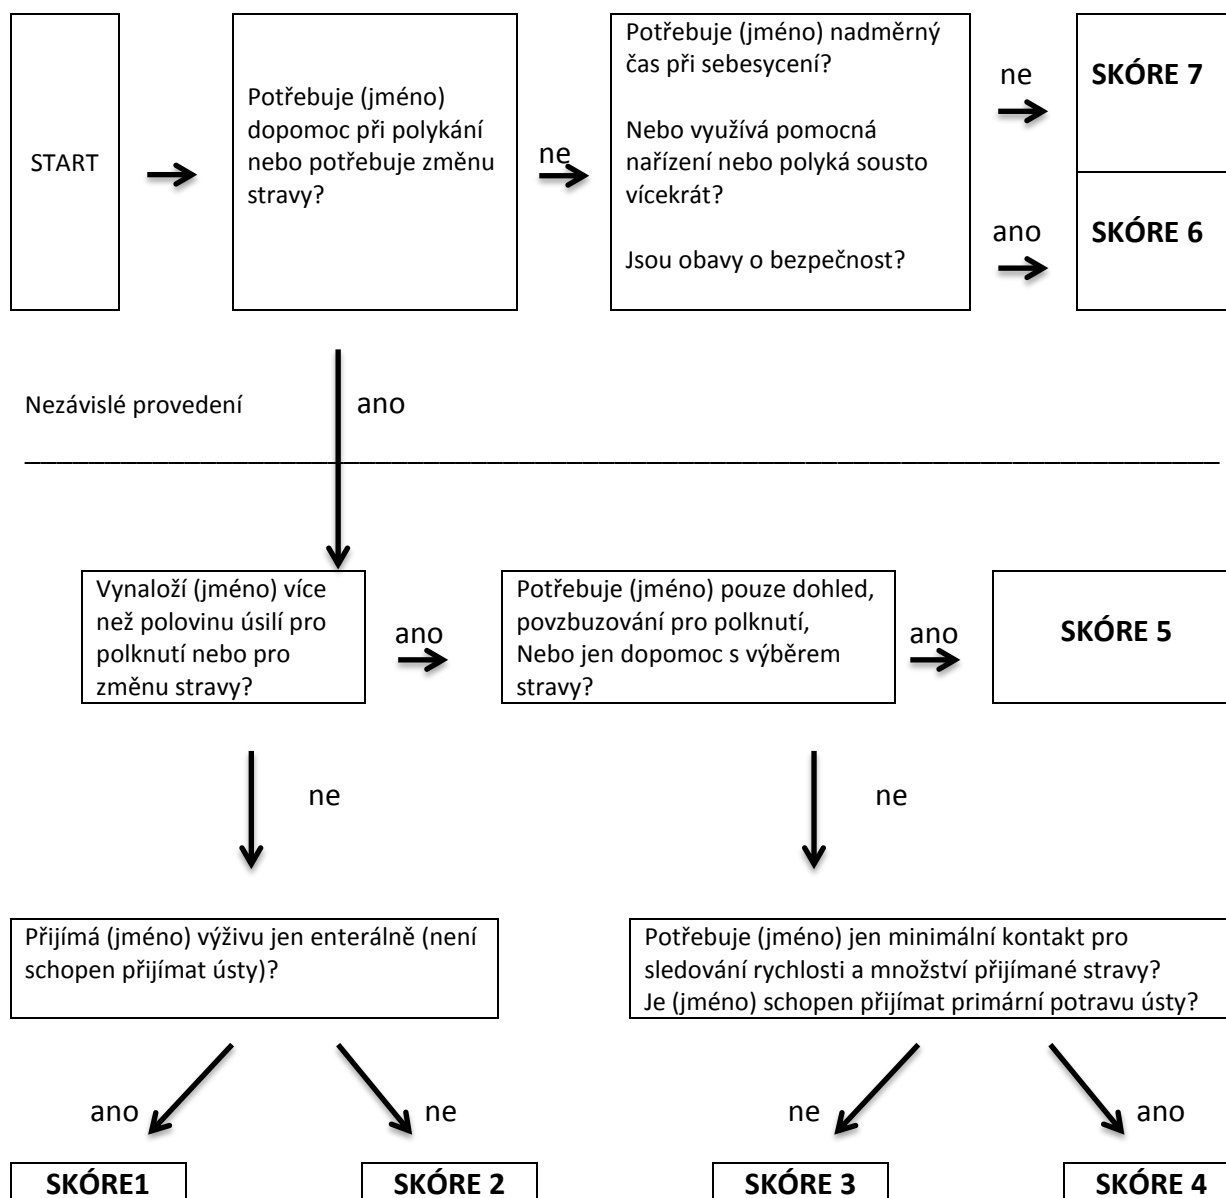 START
Potřebuje (jméno)
dopomoc při polykání
nebo potřebuje změnu
stravy?
ne
Potřebuje (jméno) nadměrný
čas při sebesycení?
Nebo využívá pomocná
nařízení nebo polyká sousto
vícekrát?
Jsou obavy o bezpečnost?
ne
SKÓRE 7
ano
SKÓRE 6
Nezávislé provedení
ano
Vynaloží (jméno) více
než polovinu úsilí pro
polknutí nebo pro
změnu stravy?
ano
Potřebuje (jméno) pouze dohled,
povzbuzování pro polknutí,
Nebo jen dopomoc s výběrem
stravy?
ano
SKÓRE 5
ne
ne
Přijímá (jméno) výživu jen enterálně (není
schopen přijímat ústy)?
Potřebuje (jméno) jen minimální kontakt pro
sledování rychlosti a množství přijímané stravy?
Je (jméno) schopen přijímat primární potravu ústy?
ano
ne
ne
ano
SKÓRE1
SKÓRE 2
SKÓRE 3
SKÓRE 4